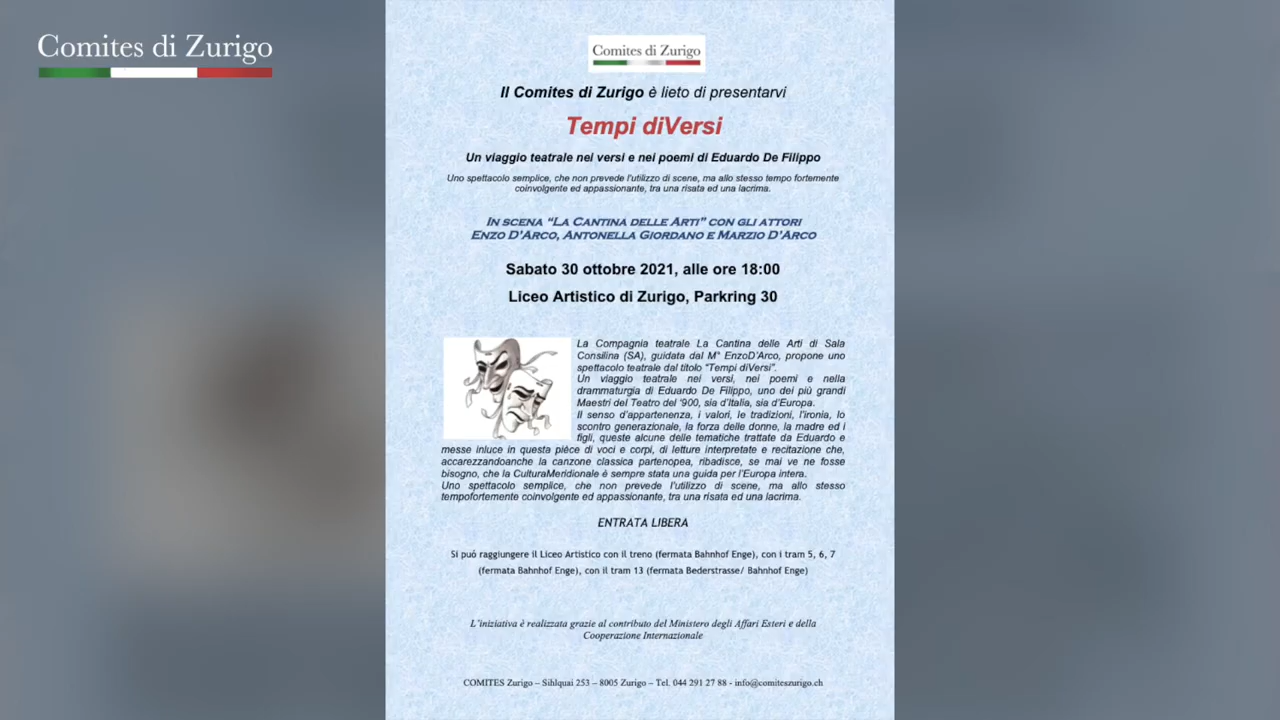 Comites di Zurigo
Comites di Zurigo
Il Comites di Zurigo è lieto di presentarvi
Tempi diVersi
Un viaggio teatrale nei versi e nei poemi di Eduardo De Filippo
Uno spettacolo semplice, che non prevede l'utilizzo di scene, ma allo stesso tempo fortemente
coinvolgente ed appassionante, tra una risata ed una lacrima.
IN SCENA "LA CANTINA DELLE ARTI" CON GLI ATTORI
ENZO D'ARCO, ANTONELLA GIORDANO E MARZIO D'ARCO
Sabato 30 ottobre 2021, alle ore 18:00
Liceo Artistico di Zurigo, Parkring 30
La Compagnia teatrale La Cantina delle Arti di Sala
Consilina (SA), guidata dal M° EnzoD'Arco, propone uno
spettacolo teatrale dal titolo "Tempi diVersi".
Un viaggio teatrale nei versi, nei poemi e nella
drammaturgia di Eduardo De Filippo, uno dei più grandi
Maestri del Teatro del '900, sia d'Italia, sia d'Europa.
Il senso d'appartenenza, i valori, le tradizioni, l'ironia, lo
scontro generazionale, la forza delle donne, la madre ed i
figli, queste alcune delle tematiche trattate da Eduardo e
messe inluce in questa pièce di voci e corpi, di letture interpretate e recitazione che,
accarezzandoanche la canzone classica partenopea, ribadisce, se mai ve ne fosse
bisogno, che la CulturaMeridionale è sempre stata una guida per l'Europa intera.
Uno spettacolo semplice, che non prevede l'utilizzo di scene, ma allo stesso
tempofortemente coinvolgente ed appassionante, tra una risata ed una lacrima.
ENTRATA LIBERA
Si puó raggiungere il Liceo Artistico con il treno (fermata Bahnhof Enge), con i tram 5, 6, 7
(fermata Bahnhof Enge), con il tram 13 (fermata Bederstrasse/ Bahnhof Enge)
L'iniziativa è realizzata grazie al contributo del Ministero degli Affari Esteri e della
Cooperazione Internazionale
COMITES Zurigo – Sihlquai 253 – 8005 Zurigo – Tel. 044 291 27 88 - info@comiteszurigo.ch